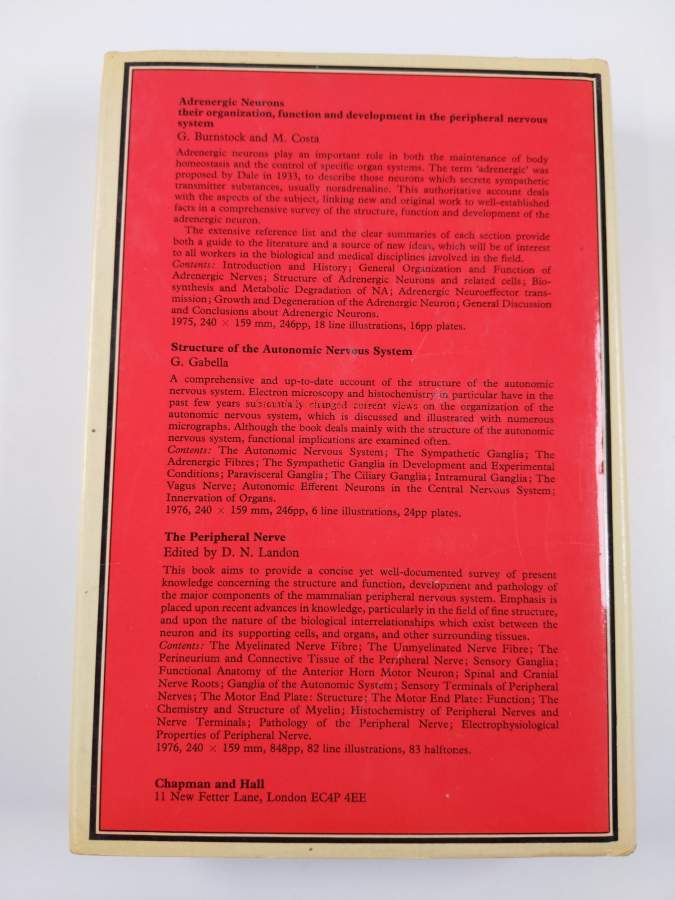 Adrenergic Neurons
their organization, function and development in the peripheral nervous
system
G. Burnstock and M. Costa
Adrenergic neurons play an important role in both the maintenance of body
homeostasis and the control of specific organ systems. The term 'adrenergic' was
proposed by Dale in 1933, to describe those neurons which secrete sympathetic
transmitter substances, usually noradrenaline. This authoritative account deals
with the aspects of the subject, linking new and original work to well-established
facts in a comprehensive survey of the structure, function and development of the
adrenergic neuron.
The extensive reference list and the clear summaries of each section provide
both a guide to the literature and a source of new ideas, which will be of interest
to all workers in the biological and medical disciplines involved in the field.
Contents: Introduction and History; General Organization and Function of
Adrenergic Nerves; Structure of Adrenergic Neurons and related cells; Bio-
synthesis and Metabolic Degradation of NA; Adrenergic Neuroeffector trans-
mission; Growth and Degeneration of the Adrenergic Neuron; General Discussion
and Conclusions about Adrenergic Neurons.
1975, 240 × 159 mm, 246pp, 18 line illustrations, 16pp plates.
Structure of the Autonomic Nervous System
G. Gabella
A comprehensive and up-to-date account of the structure of the autonomic
nervous system. Electron microscopy and histochemistry in particular have in the
past few years substantially changed current views on the organization of the
autonomic nervous system, which is discussed and illustrated with numerous
micrographs. Although the book deals mainly with the structure of the autonomic
nervous system, functional implications are examined often.
Contents: The Autonomic Nervous System; The Sympathetic Ganglia; The
Adrenergic Fibres; The Sympathetic Ganglia in Development and Experimental
Conditions; Paravisceral Ganglia; The Ciliary Ganglia; Intramural Ganglia; The
Vagus Nerve; Autonomic Efferent Neurons in the Central Nervous System;
Innervation of Organs.
1976, 240 × 159 mm, 246pp, 6 line illustrations, 24pp plates.
The Peripheral Nerve
Edited by D. N. Landon
This book aims to provide a concise yet well-documented survey of present
knowledge concerning the structure and function, development and pathology of
the major components of the mammalian peripheral nervous system. Emphasis is
placed upon recent advances in knowledge, particularly in the field of fine structure,
and upon the nature of the biological interrelationships which exist between the
neuron and its supporting cells, and organs, and other surrounding tissues.
Contents: The Myelinated Nerve Fibre; The Unmyelinated Nerve Fibre; The
Perineurium and Connective Tissue of the Peripheral Nerve; Sensory Ganglia;
Functional Anatomy of the Anterior Horn Motor Neuron; Spinal and Cranial
Nerve Roots; Ganglia of the Autonomic System; Sensory Terminals of Peripheral
Nerves; The Motor End Plate: Structure; The Motor End Plate: Function; The
Chemistry and Structure of Myelin; Histochemistry of Peripheral Nerves and
Nerve Terminals; Pathology of the Peripheral Nerve; Electrophysiological
Properties of Peripheral Nerve.
1976, 240 × 159 mm, 848pp, 82 line illustrations, 83 halftones.
Chapman and Hall
11 New Fetter Lane, London EC4P 4EE